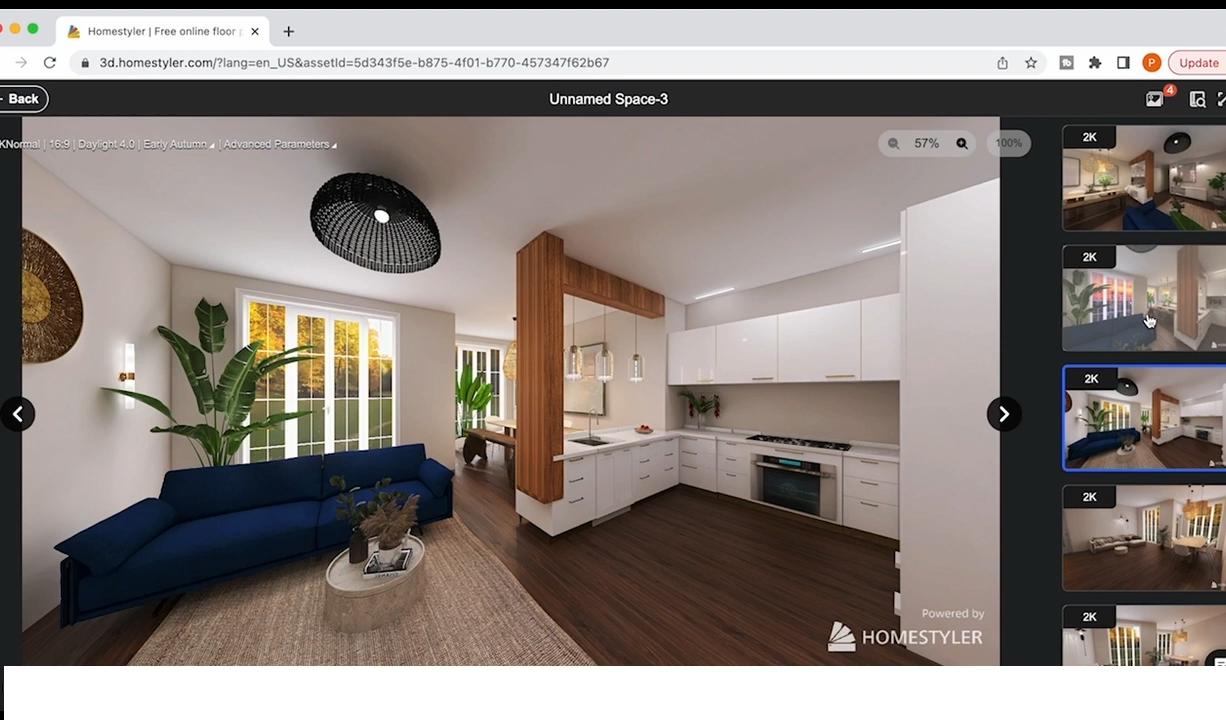 Homestyler | Free online floor
3d.homestyler.com/?lang=en_US&assetId=5d343f5e-b875-4f01-b770-457347f62b67
P
Update
Back
Unnamed Space-3
4
KNormal | 16:9 | Daylight 4.0 | Early Autumn | Advanced Parameters
57%
100%
2K
2K
2K
2K
2K
Powered by
HOMESTYLER